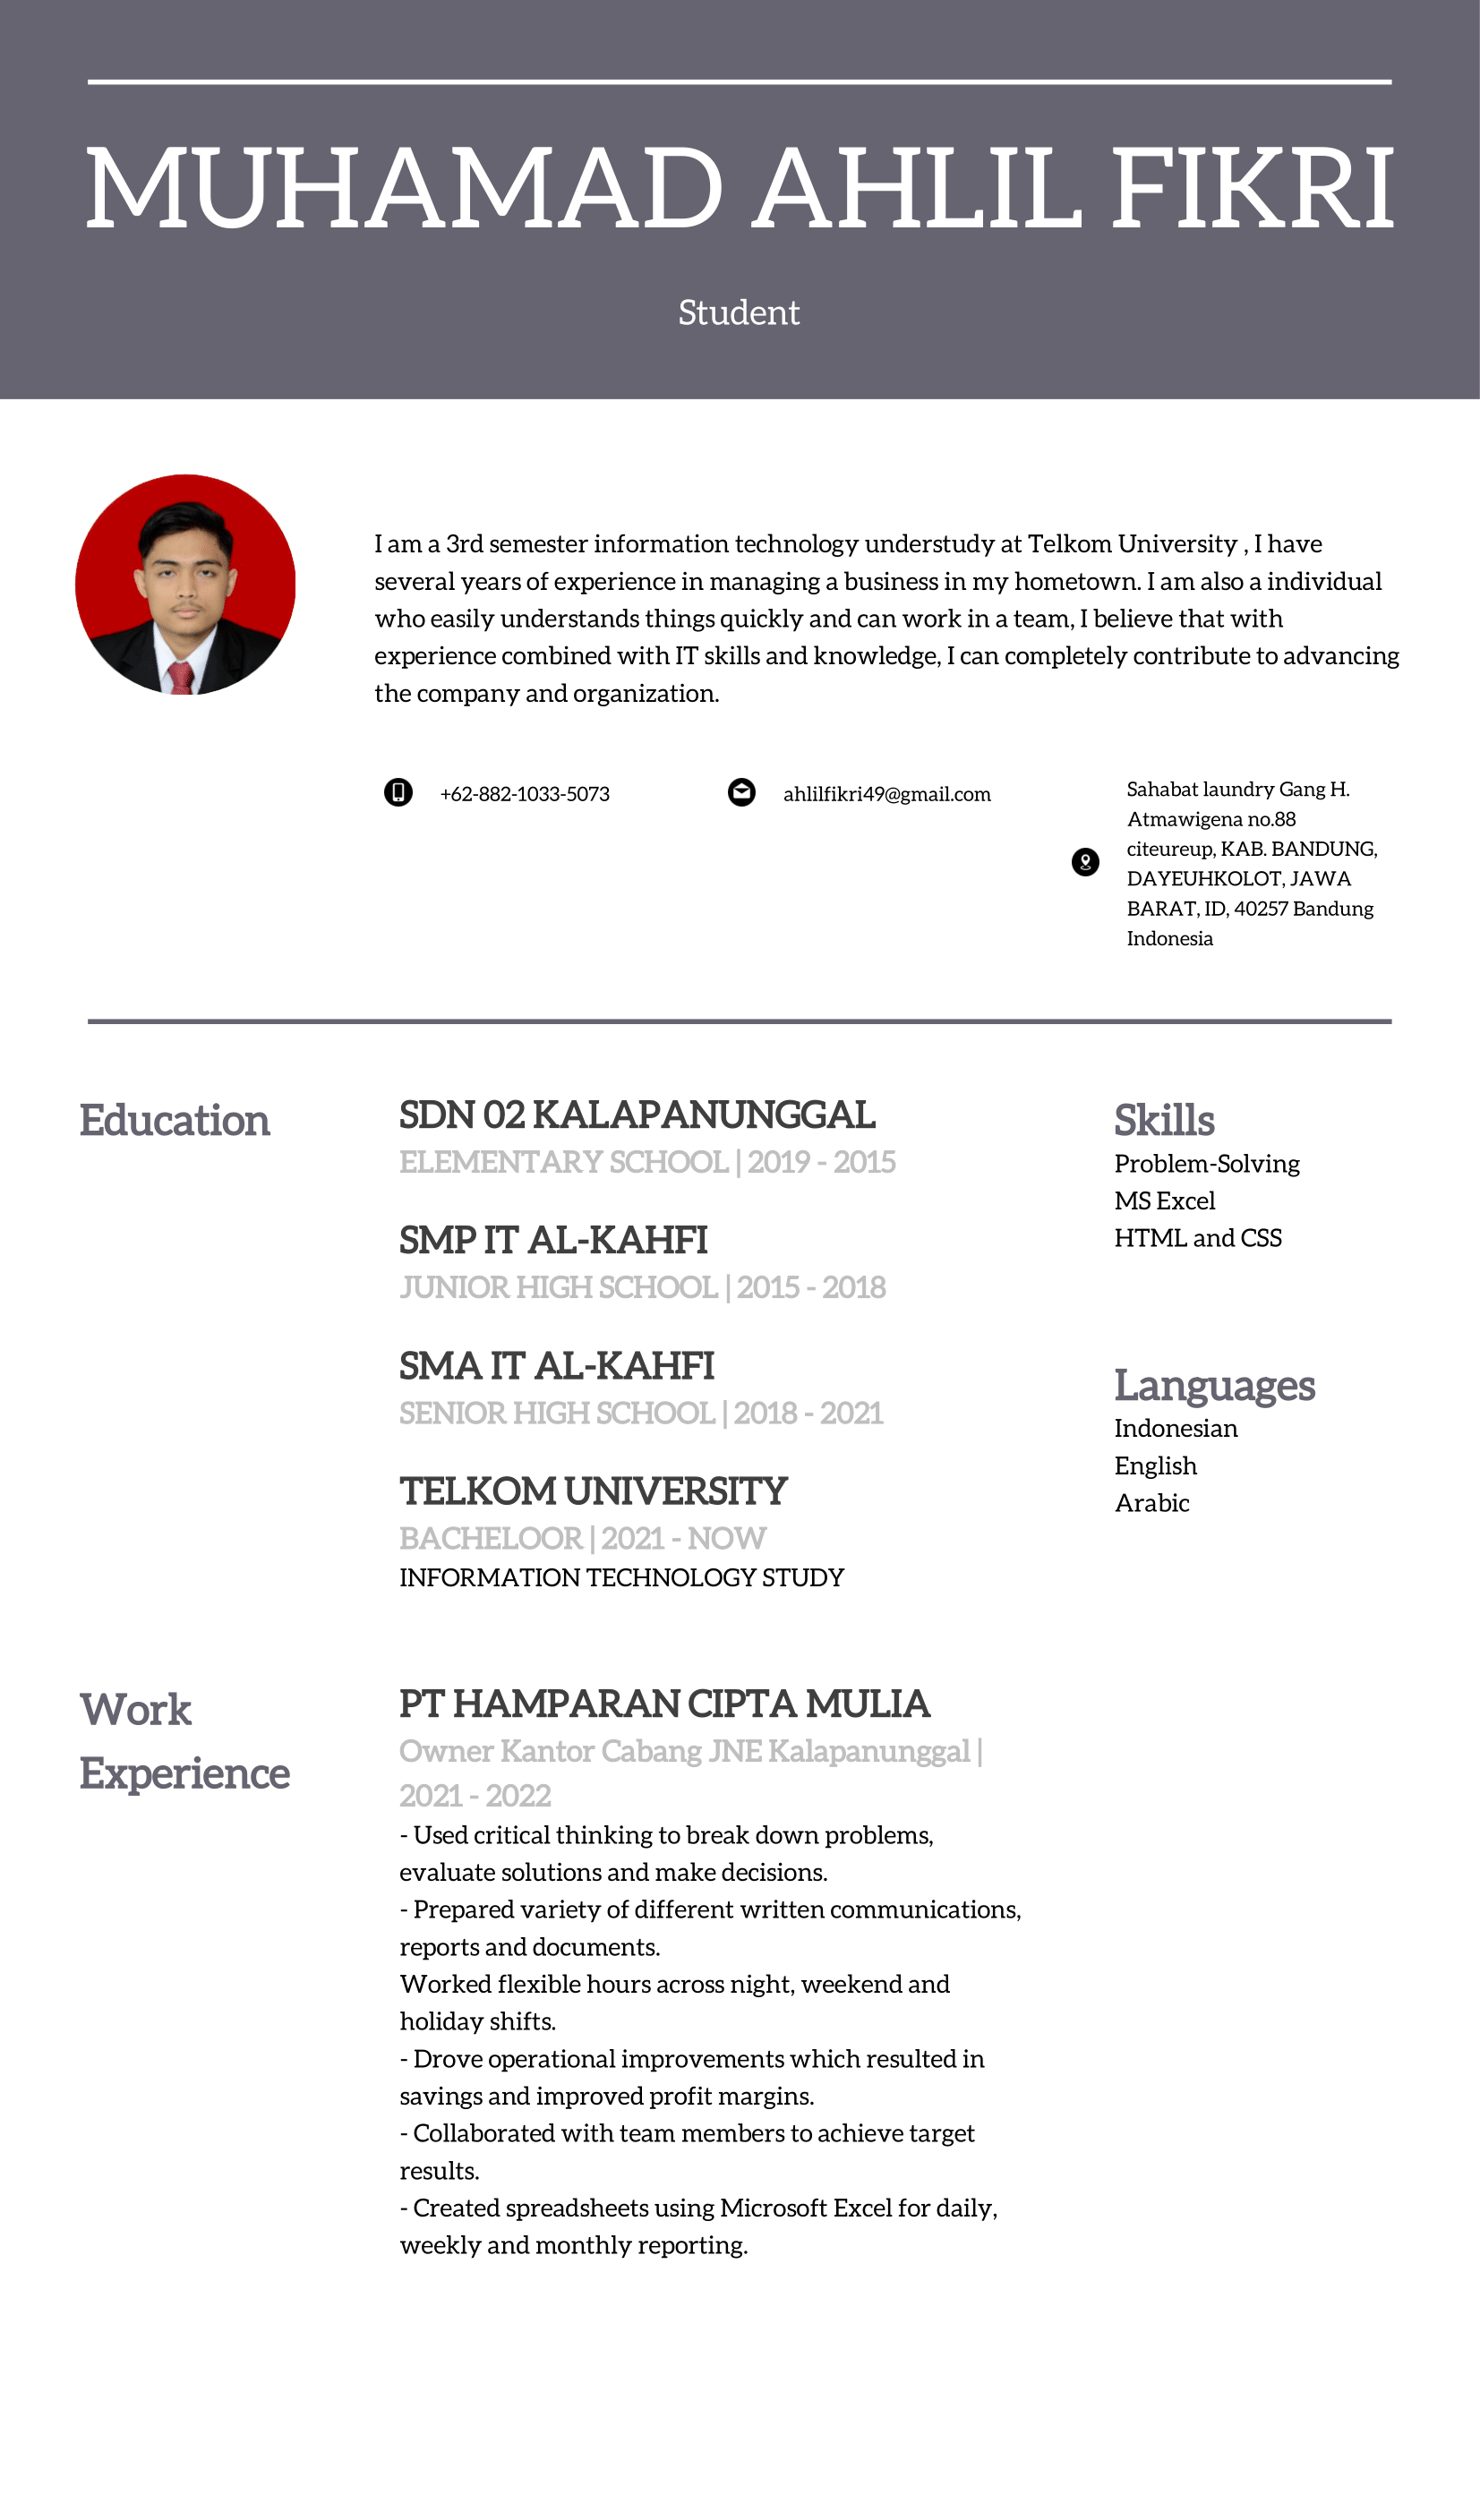 MUHAMAD AHLIL FIKRI
Student
I am a 3rd semester information technology understudy at Telkom University , I have
several years of experience in managing a business in my hometown. I am also a individual
who easily understands things quickly and can work in a team, I believe that with
experience combined with IT skills and knowledge, I can completely contribute to advancing
the company and organization.
+62-882-1033-5073
ahlilfikri49@gmail.com
Sahabat laundry Gang H.
Atmawigena no.88
citeureup, KAB. BANDUNG,
DAYEUHKOLOT, JAWA
BARAT, ID, 40257 Bandung
Indonesia
Education
SDN 02 KALAPANUNGGAL
ELEMENTARY SCHOOL | 2019 - 2015
SMP IT AL-KAHFI
JUNIOR HIGH SCHOOL | 2015 - 2018
SMA IT AL-KAHFI
SENIOR HIGH SCHOOL | 2018 - 2021
TELKOM UNIVERSITY
BACHELOOR | 2021 - NOW
INFORMATION TECHNOLOGY STUDY
Skills
Problem-Solving
MS Excel
HTML and CSS
Languages
Indonesian
English
Arabic
Work
Experience
PT HAMPARAN CIPTA MULIA
Owner Kantor Cabang JNE Kalapanunggal |
2021 - 2022
- Used critical thinking to break down problems,
evaluate solutions and make decisions.
- Prepared variety of different written communications,
reports and documents.
Worked flexible hours across night, weekend and
holiday shifts.
- Drove operational improvements which resulted in
savings and improved profit margins.
- Collaborated with team members to achieve target
results.
- Created spreadsheets using Microsoft Excel for daily,
weekly and monthly reporting.